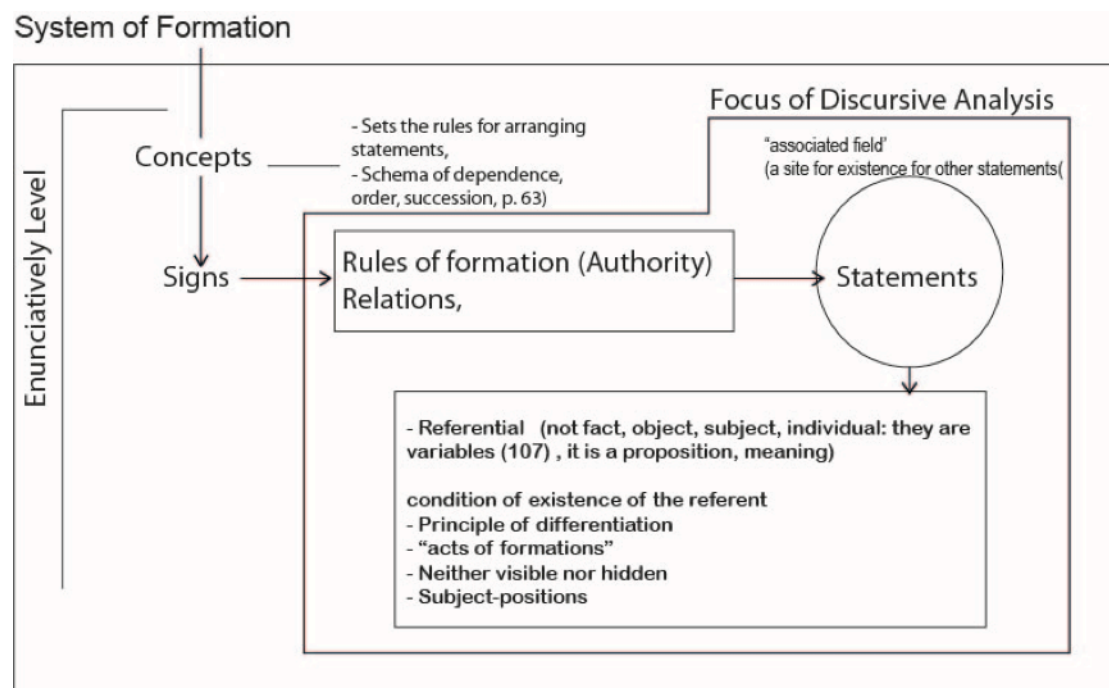 System of Formation
Focus of Discursive Analysis
Enunciatively Level
Concepts
- Sets the rules for arranging
statements,
- Schema of dependence,
order, succession, p. 63)
"associated field'
(a site for existence for other statements(
Signs
Rules of formation (Authority)
Relations,
Statements
- Referential (not fact, object, subject, individual: they are
variables (107) , it is a proposition, meaning)
condition of existence of the referent
- Principle of differentiation
- “acts of formations”
- Neither visible nor hidden
- Subject-positions